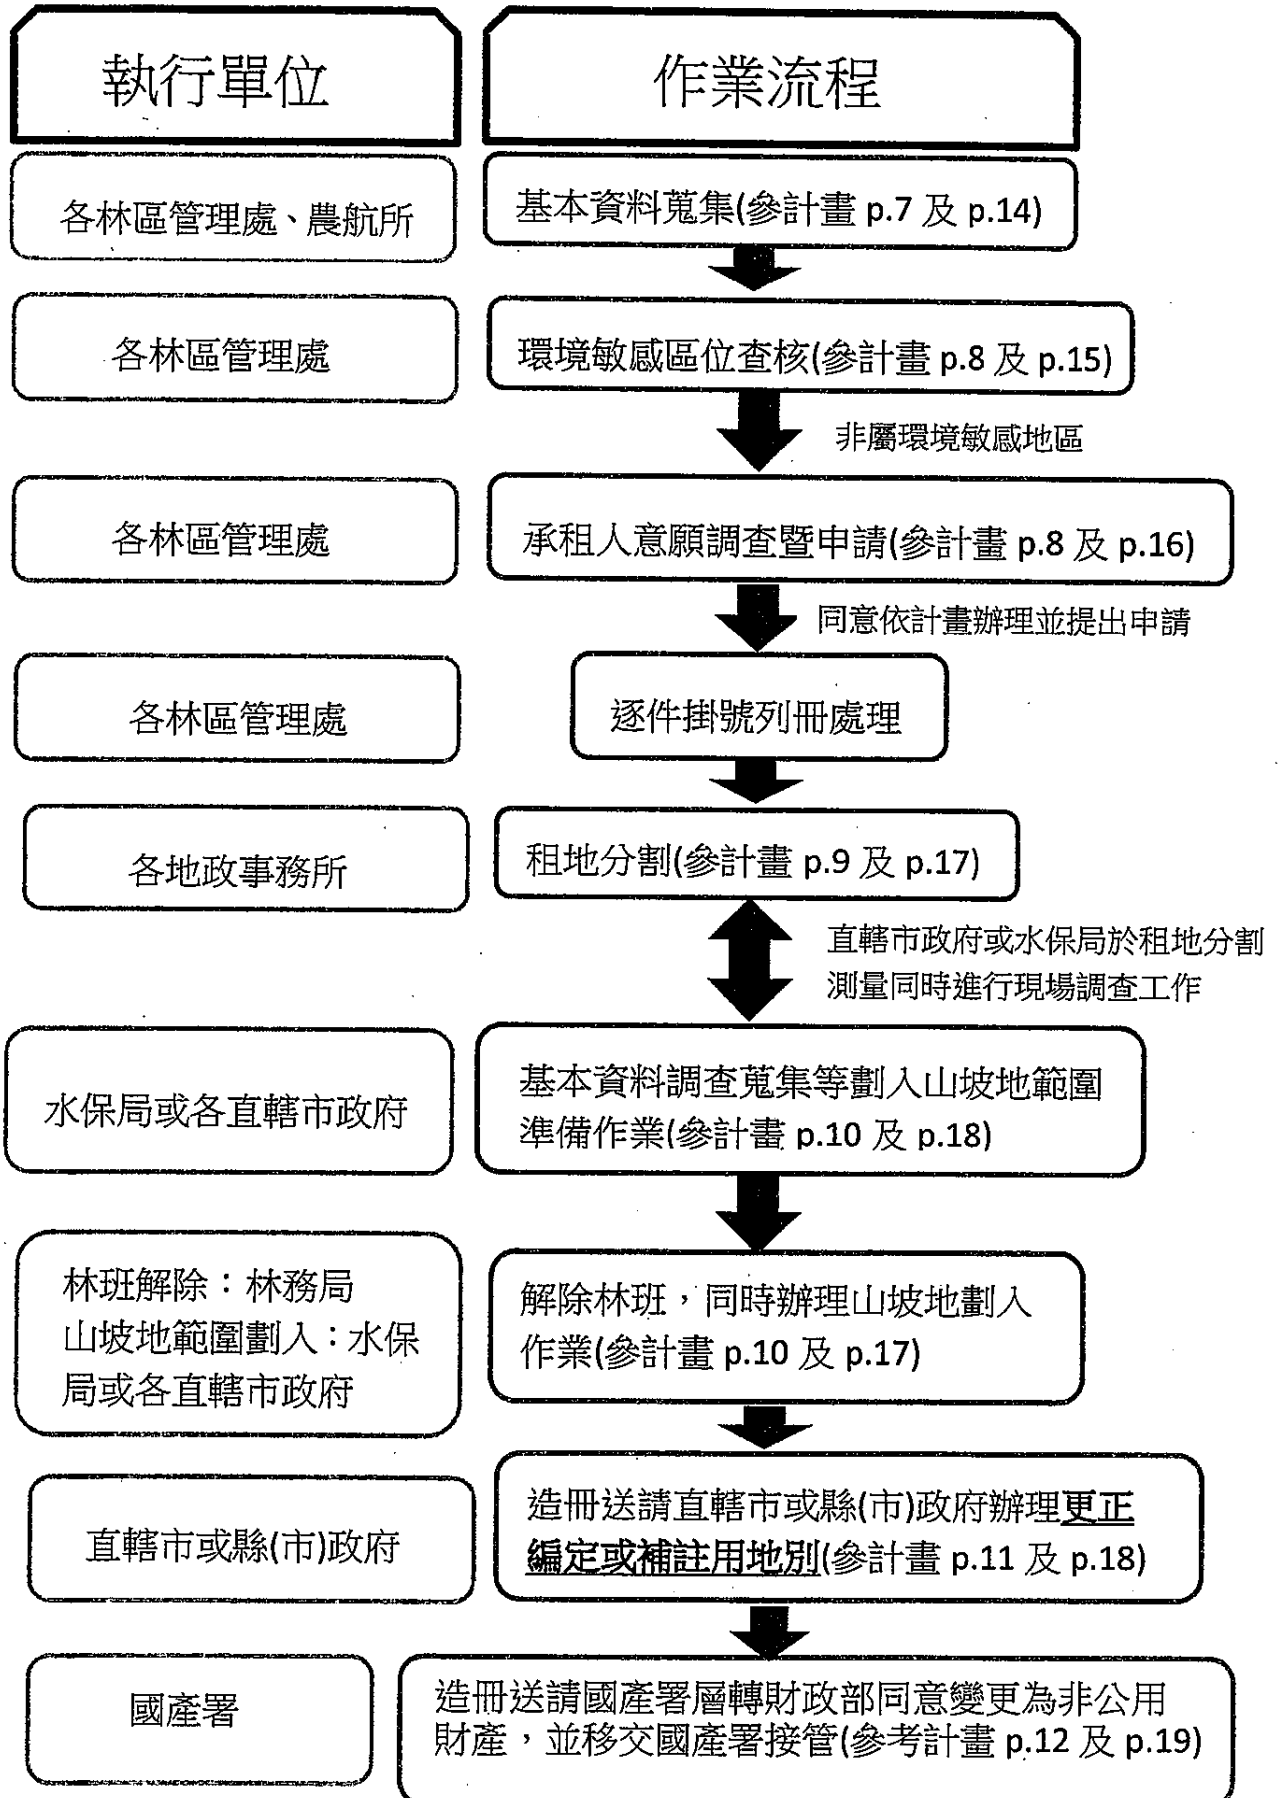 執行單位
作業流程
各林區管理處、農航所
基本資料蒐集(參計畫 p.7 及 p.14)
各林區管理處
環境敏感區位查核(參計畫 p.8 及 p.15)
非屬環境敏感地區
各林區管理處
承租人意願調查暨申請(參計畫 p.8 及 p.16)
同意依計畫辦理並提出申請
各林區管理處
逐件掛號列冊處理
各地政事務所
租地分割(參計畫 p.9 及 p.17)
直轄市政府或水保局於租地分割
測量同時進行現場調查工作
水保局或各直轄市政府
基本資料調查蒐集等劃入山坡地範圍
準備作業(參計畫 p.10 及 p.18)
林班解除：林務局
山坡地範圍劃入：水保
局或各直轄市政府
解除林班，同時辦理山坡地劃入
作業(參計畫 p.10 及 p.17)
直轄市或縣(市)政府
造冊送請直轄市或縣(市)政府辦理更正
編定或補註用地別(參計畫 p.11 及 p.18)
國產署
造冊送請國產署層轉財政部同意變更為非公用
財產，並移交國產署接管(參考計畫 p.12 及 p.19)